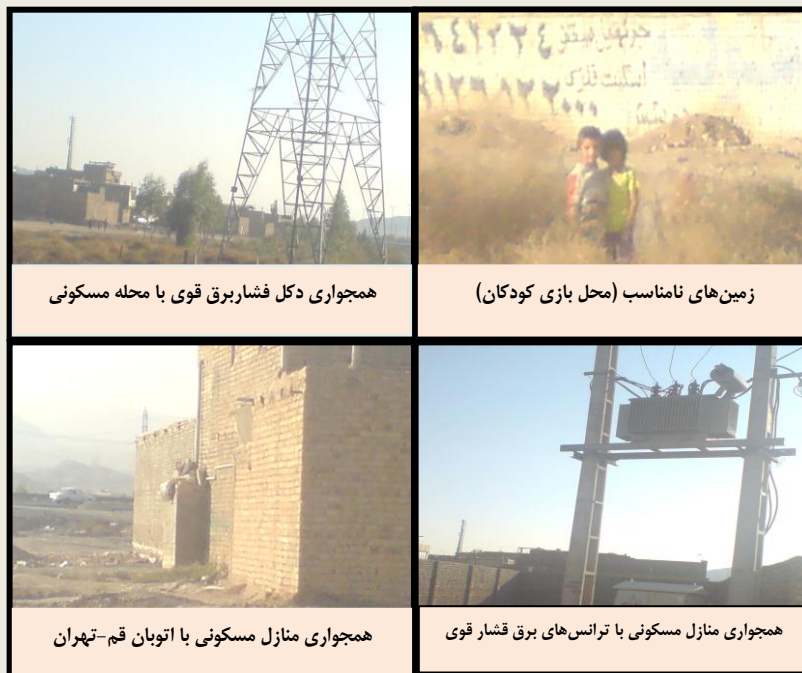 زمین‌های نامناسب (محل بازی کودکان)
همجواری دکل فشاربرق قوی با محله مسکونی
همجواری منازل مسکونی با ترانس‌های برق قشار قوی
همجواری منازل مسکونی با اتوبان قم-تهران